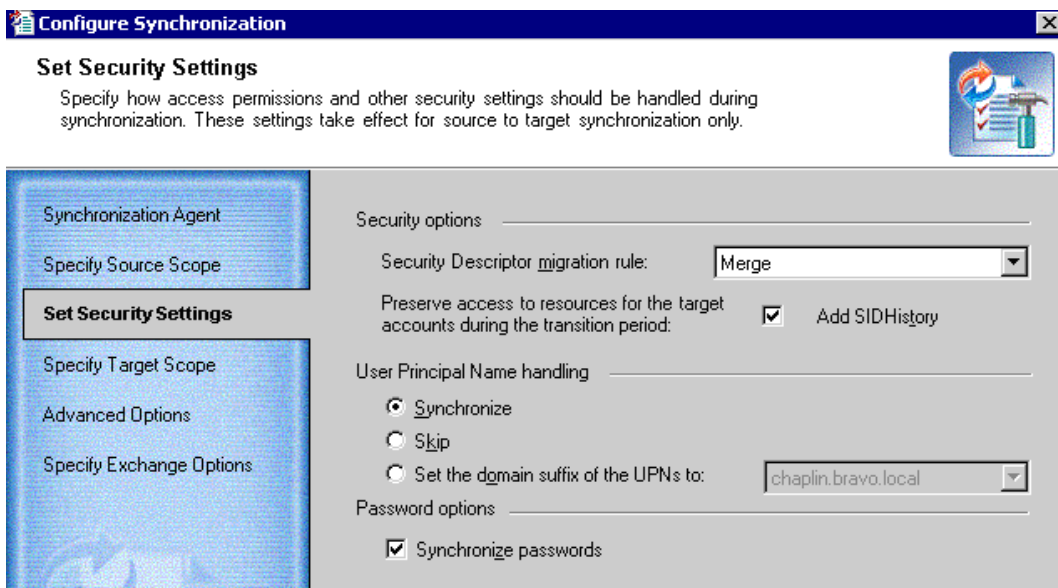 Configure Synchronization
Set Security Settings
Specify how access permissions and other security settings should be handled during
synchronization. These settings take effect for source to target synchronization only.
Synchronization Agent
Specify Source Scope
Set Security Settings
Specify Target Scope
Advanced Options
Specify Exchange Options
Security options
Security Descriptor migration rule: Merge
Preserve access to resources for the target
accounts during the transition period: Add SIDHistory
User Principal Name handling
Synchronize
Skip
Set the domain suffix of the UPNs to: chaplin.bravo.local
Password options
Synchronize passwords